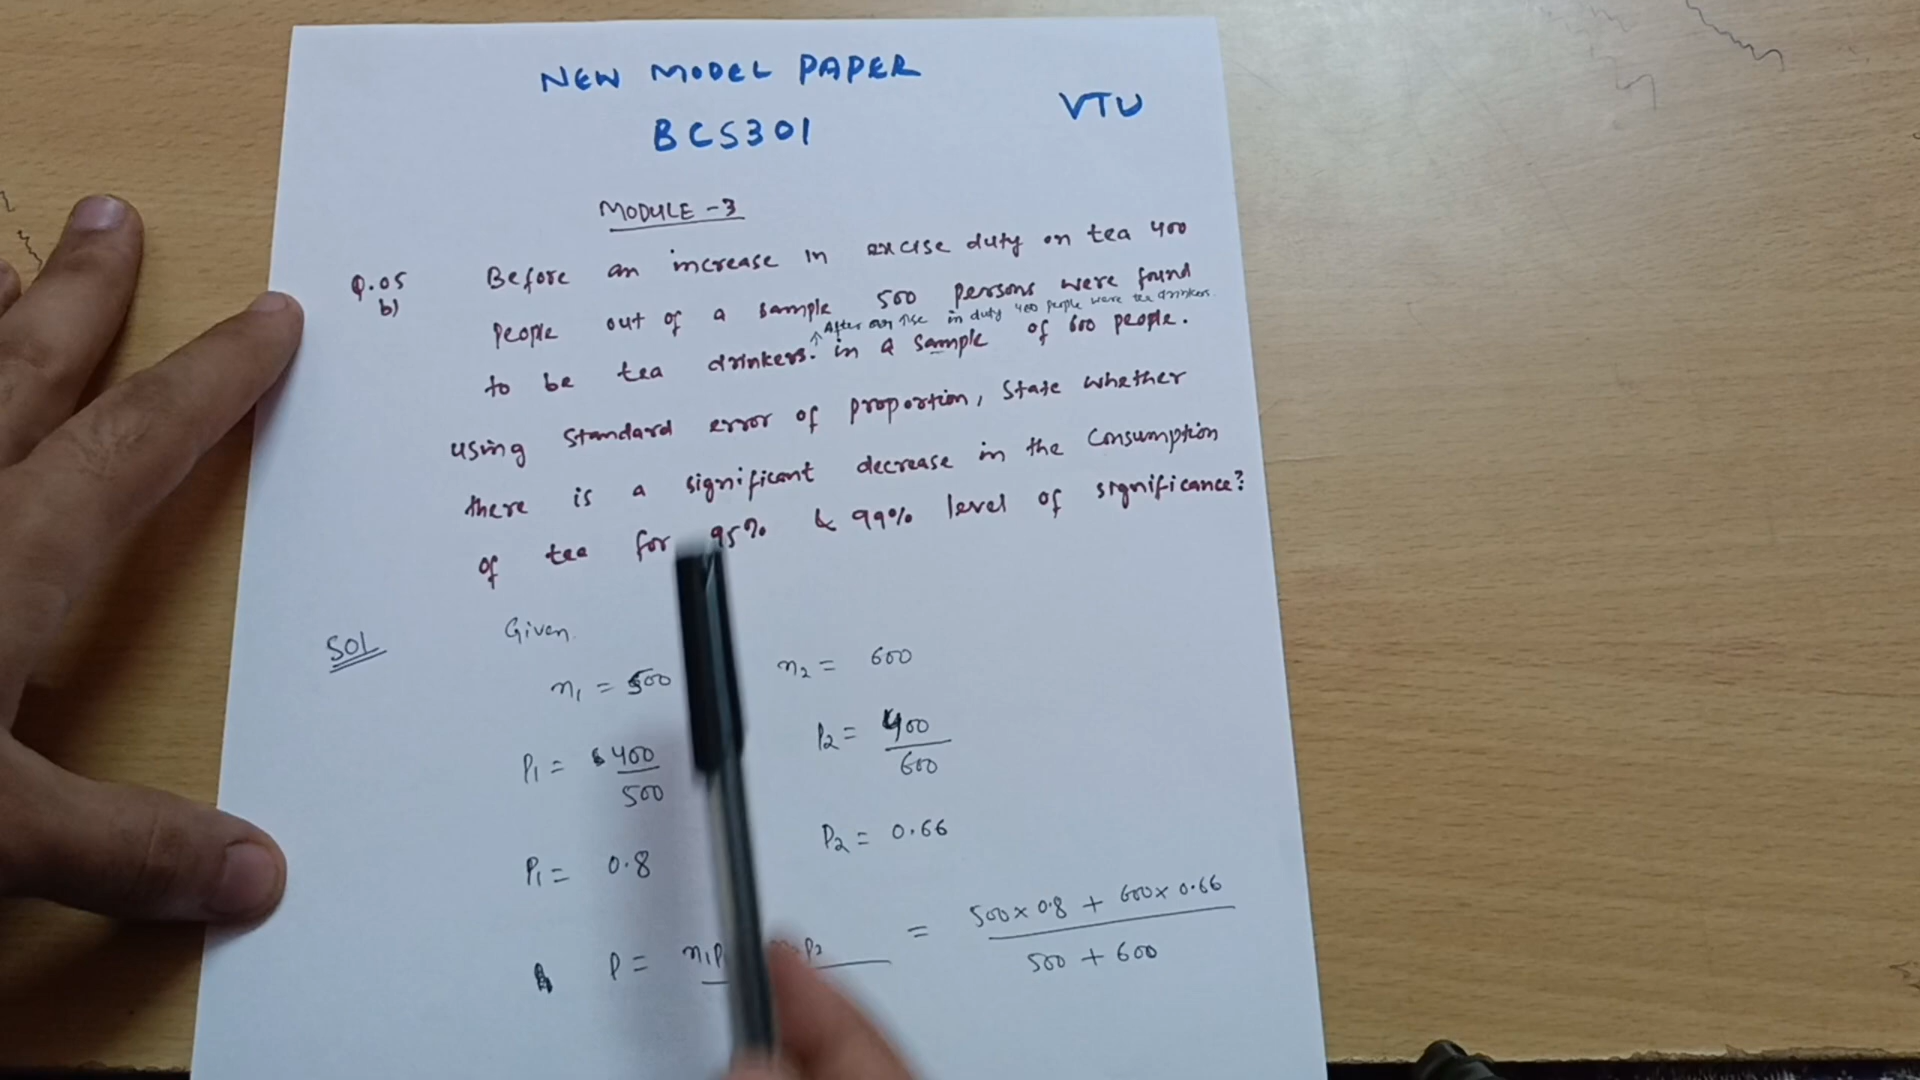 NEW MODEL PAPER
VTU
BCS301
MODULE-3
Q.05 Before an increase in excise duty on tea 400
b)
People out of a sample 500 persons were found
After an rise in duty 400 people were tea drinkers.
to be tea drinkers. in a sample of 600 people.
using standard error of proportion, State whether
there is a significant decrease in the Consumption
of tea for 95% & 99% level of significance?
SOL Given.
n₁ = 500 n₂ = 600
P₁ = 400/500 P₂ = 400/600
P₁ = 0.8 P₂ = 0.66
P = n₁P P₂ = 500×0.8 + 600×0.66 / 500 + 600